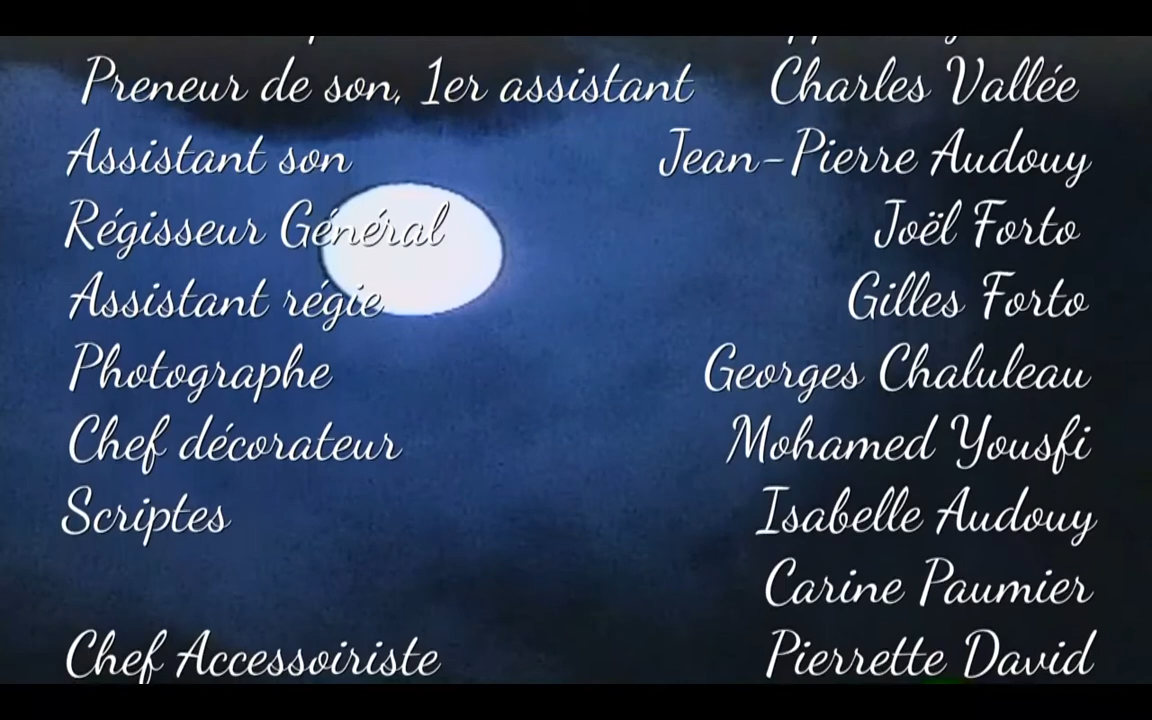 Preneur de son, 1er assistant Charles Vallée
Assistant son Jean-Pierre Audouy
Régisseur Général Joël Forto
Assistant régie Gilles Forto
Photographe Georges Chaluleau
Chef décorateur Mohamed Yousfi
Scriptes Isabelle Audouy
Carine Paumier
Chef Accessoiriste Pierrette David